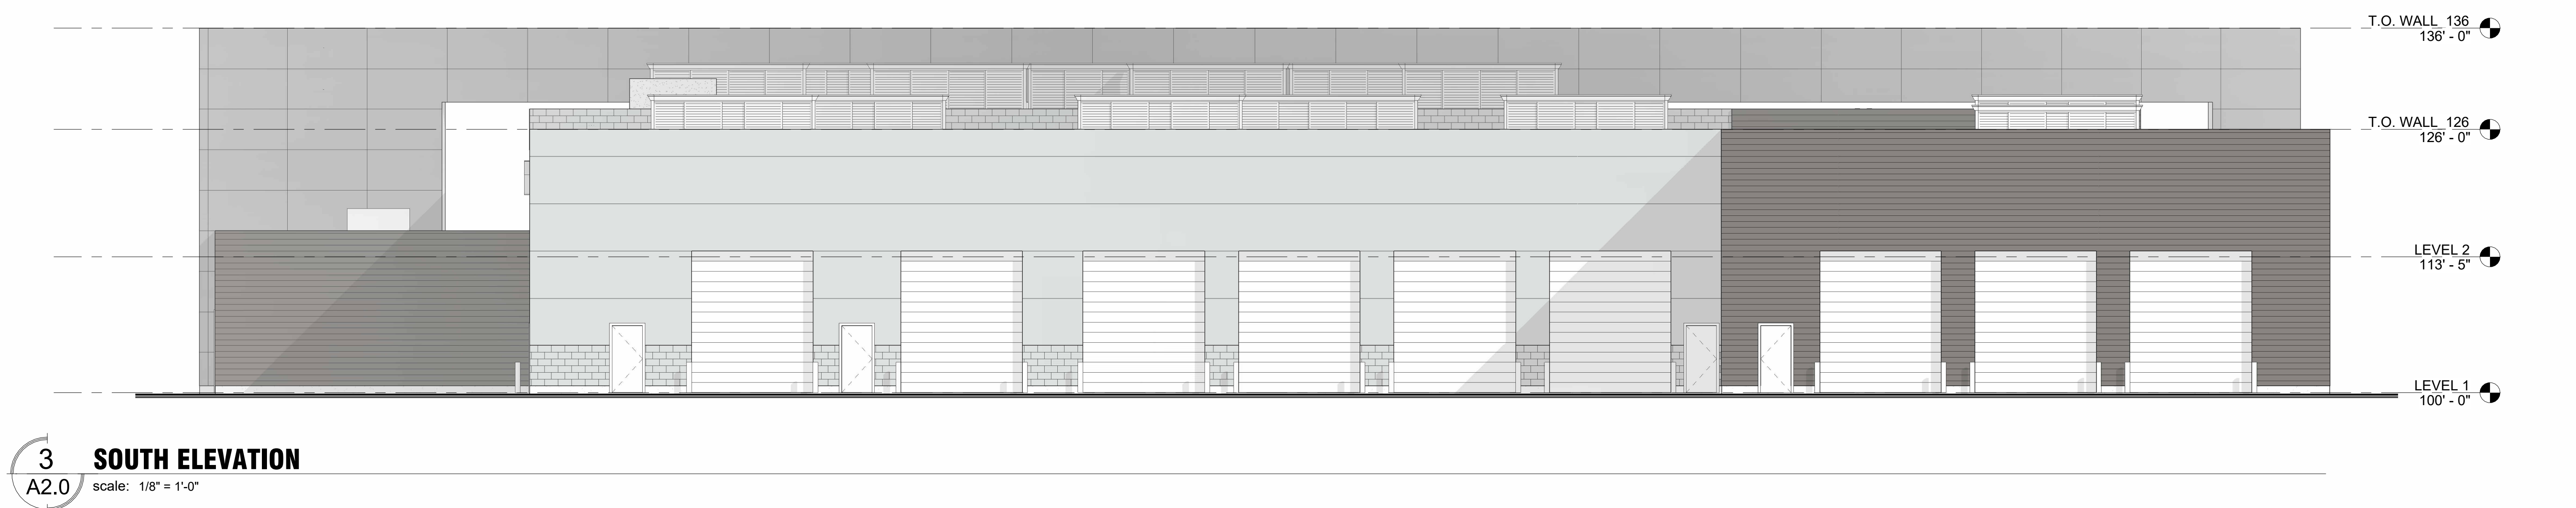 T.O. WALL 136
136' - 0"
T.O. WALL 126
126' - 0"
LEVEL 2
113' - 5"
LEVEL 1
100' - 0"
3
A2.0
SOUTH ELEVATION
scale: 1/8" = 1'-0"